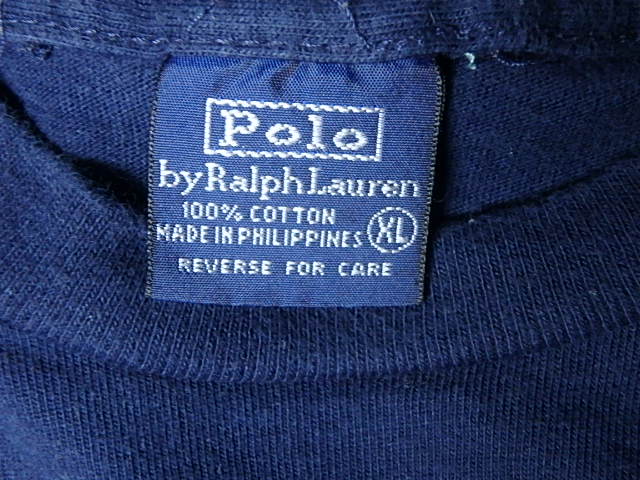 Polo
by Ralph Lauren
100% COTTON
MADE IN PHILIPPINES XL
REVERSE FOR CARE